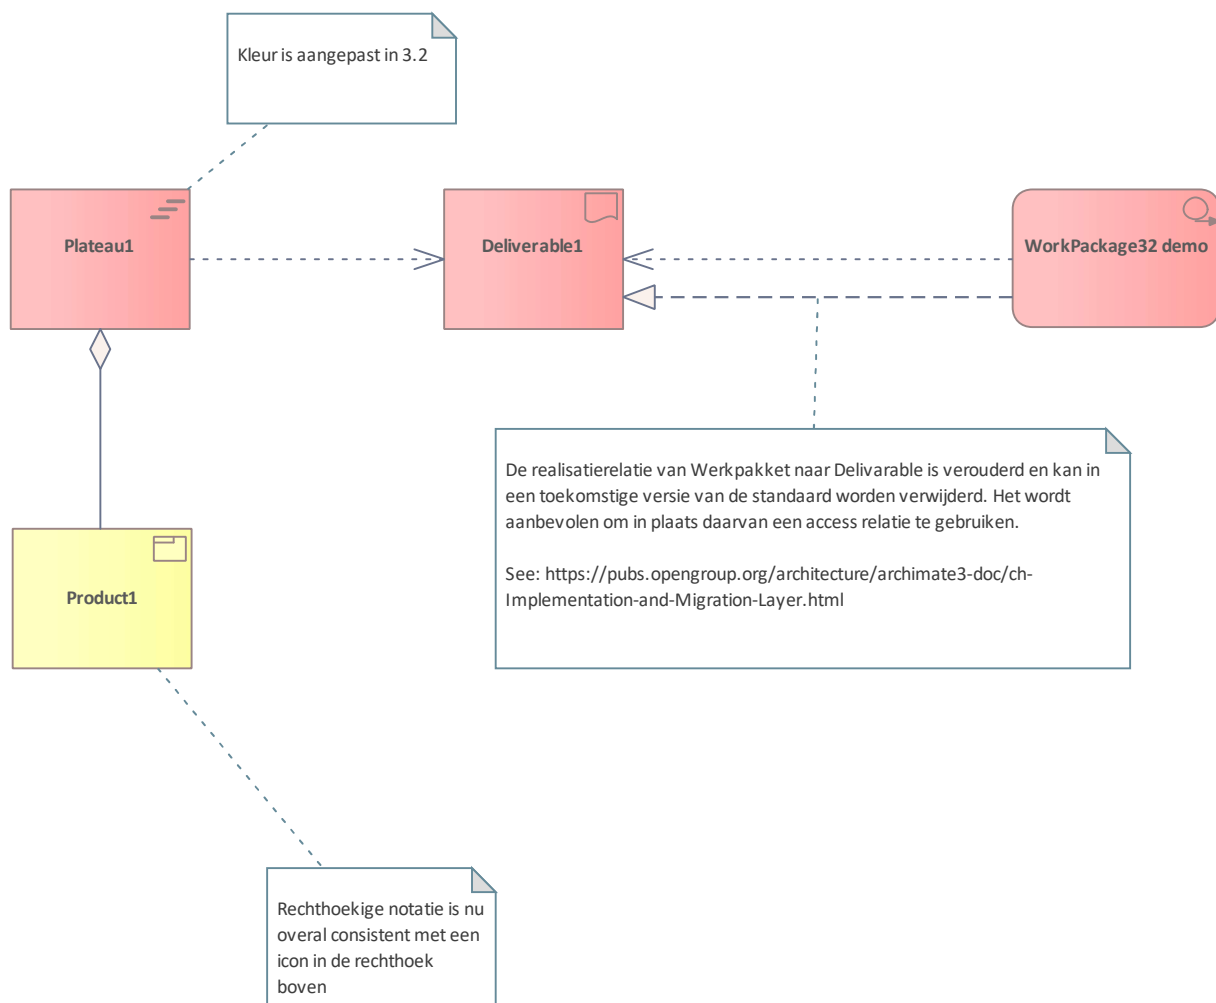 Kleur is aangepast in 3.2
Plateau1
Deliverable1
WorkPackage32 demo
De realisatierelatie van Werkpakket naar Delivarable is verouderd en kan in
een toekomstige versie van de standaard worden verwijderd. Het wordt
aanbevolen om in plaats daarvan een access relatie te gebruiken.
See: https://pubs.opengroup.org/architecture/archimate3-doc/ch-
Implementation-and-Migration-Layer.html
Product1
Rechthoekige notatie is nu
overal consistent met een
icon in de rechthoek
boven